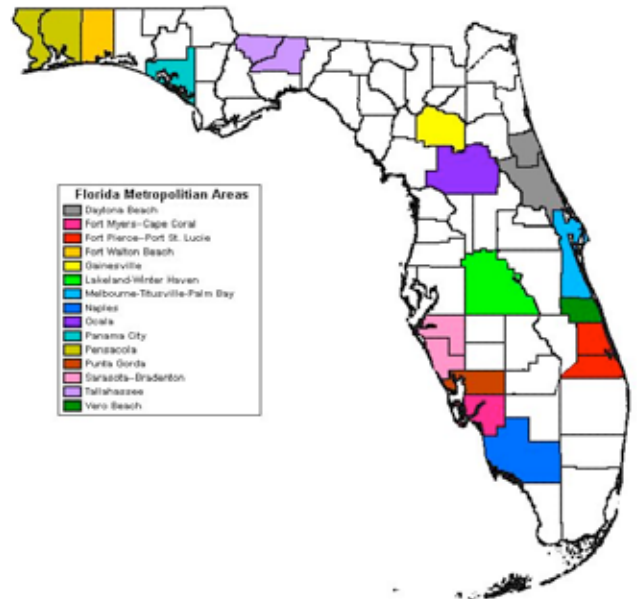 Florida Metropolitian Areas
Daytona Beach
Fort Myers-Cape Coral
Fort Pierce-Port St. Lucie
Fort Walton Beach
Gainesville
Lakeland-Winter Haven
Melbourne-Titusville-Palm Bay
Naples
Ocala
Panama City
Pensacola
Punta Gorda
Sarasota-Bradenton
Tallahassee
Vero Beach